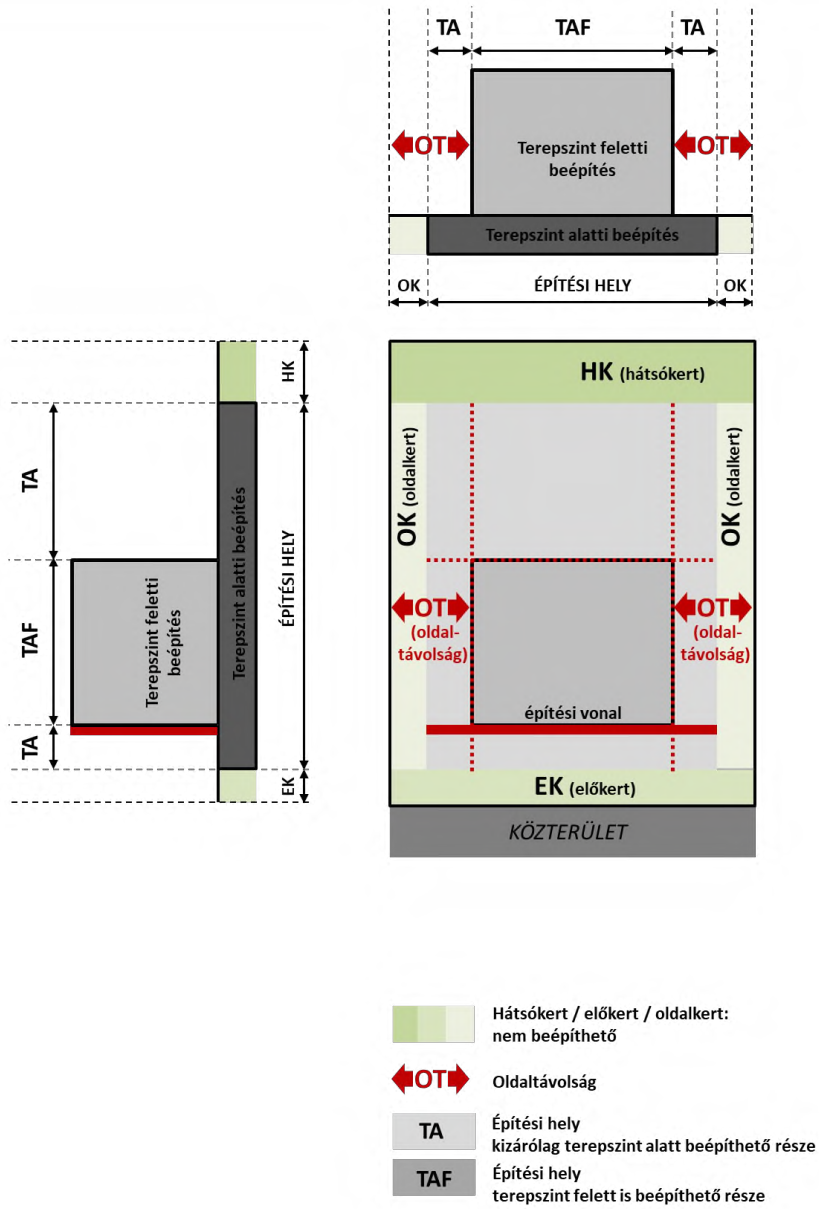 TA TAF TA
OT OT
Terepszint feletti
beépítés
Terepszint alatti beépítés
OK ÉPÍTÉSI HELY OK
HK
TA
TAF
TA
Terepszint feletti
beépítés
Terepszint alatti beépítés
ÉPÍTÉSI HELY
EK
HK (hátsókert)
OK (oldalkert)
OK (oldalkert)
OT
(oldal-
távolság)
OT
(oldal-
távolság)
építési vonal
EK (előkert)
KÖZTERÜLET
Hátsókert / előkert / oldalkert:
nem beépíthető
OT Oldaltávolság
TA Építési hely
kizárólag terepszint alatt beépíthető része
TAF Építési hely
terepszint felett is beépíthető része